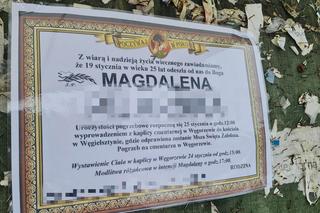 POCZYTAJ W POKOJU
Z wiarą i nadzieją życia wiecznego zawiadamiamy,
że 19 stycznia w wieku 25 lat odeszła od nas do Boga
MAGDALENA
Uroczystości pogrzebowe rozpoczną się 25 stycznia o godz.12:00
wyprowadzeniem z kaplicy cmentarnej w Węgorzewie do kościoła
w Węgielsztynie, gdzie odprawiona zostanie Msza Święta Żałobna.
Pogrzeb na cmentarzu w Węgorzewie.
Wystawienie Ciała w kaplicy w Węgorzewie 24 stycznia od godz.15:00.
Modlitwa różańcowa w intencji Magdaleny o godz.17:00.
RODZINA